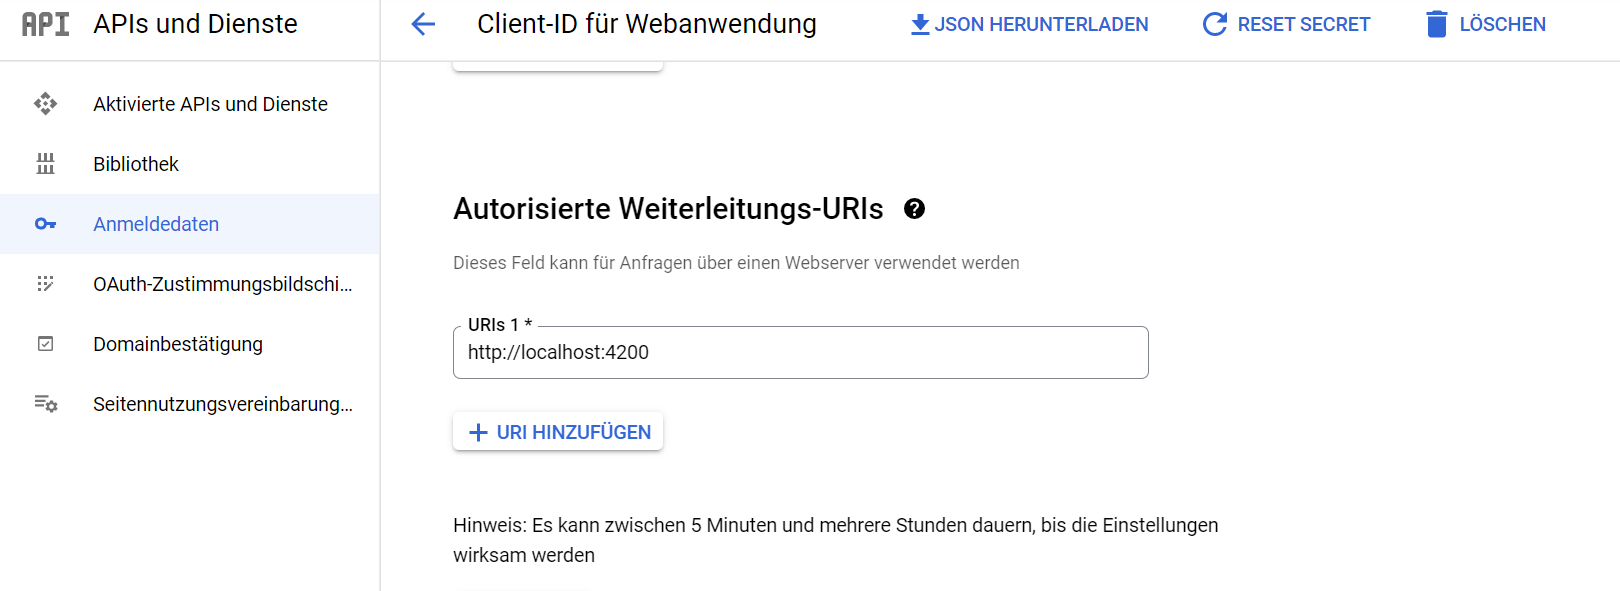 API APIs und Dienste
Client-ID für Webanwendung
JSON HERUNTERLADEN
RESET SECRET
LÖSCHEN
Aktivierte APIs und Dienste
Bibliothek
Anmeldedaten
OAuth-Zustimmungsbildschi...
Domainbestätigung
Seitennutzungsvereinbarung...
Autorisierte Weiterleitungs-URIs ?
Dieses Feld kann für Anfragen über einen Webserver verwendet werden
URIs 1 *
http://localhost:4200
+ URI HINZUFÜGEN
Hinweis: Es kann zwischen 5 Minuten und mehrere Stunden dauern, bis die Einstellungen
wirksam werden